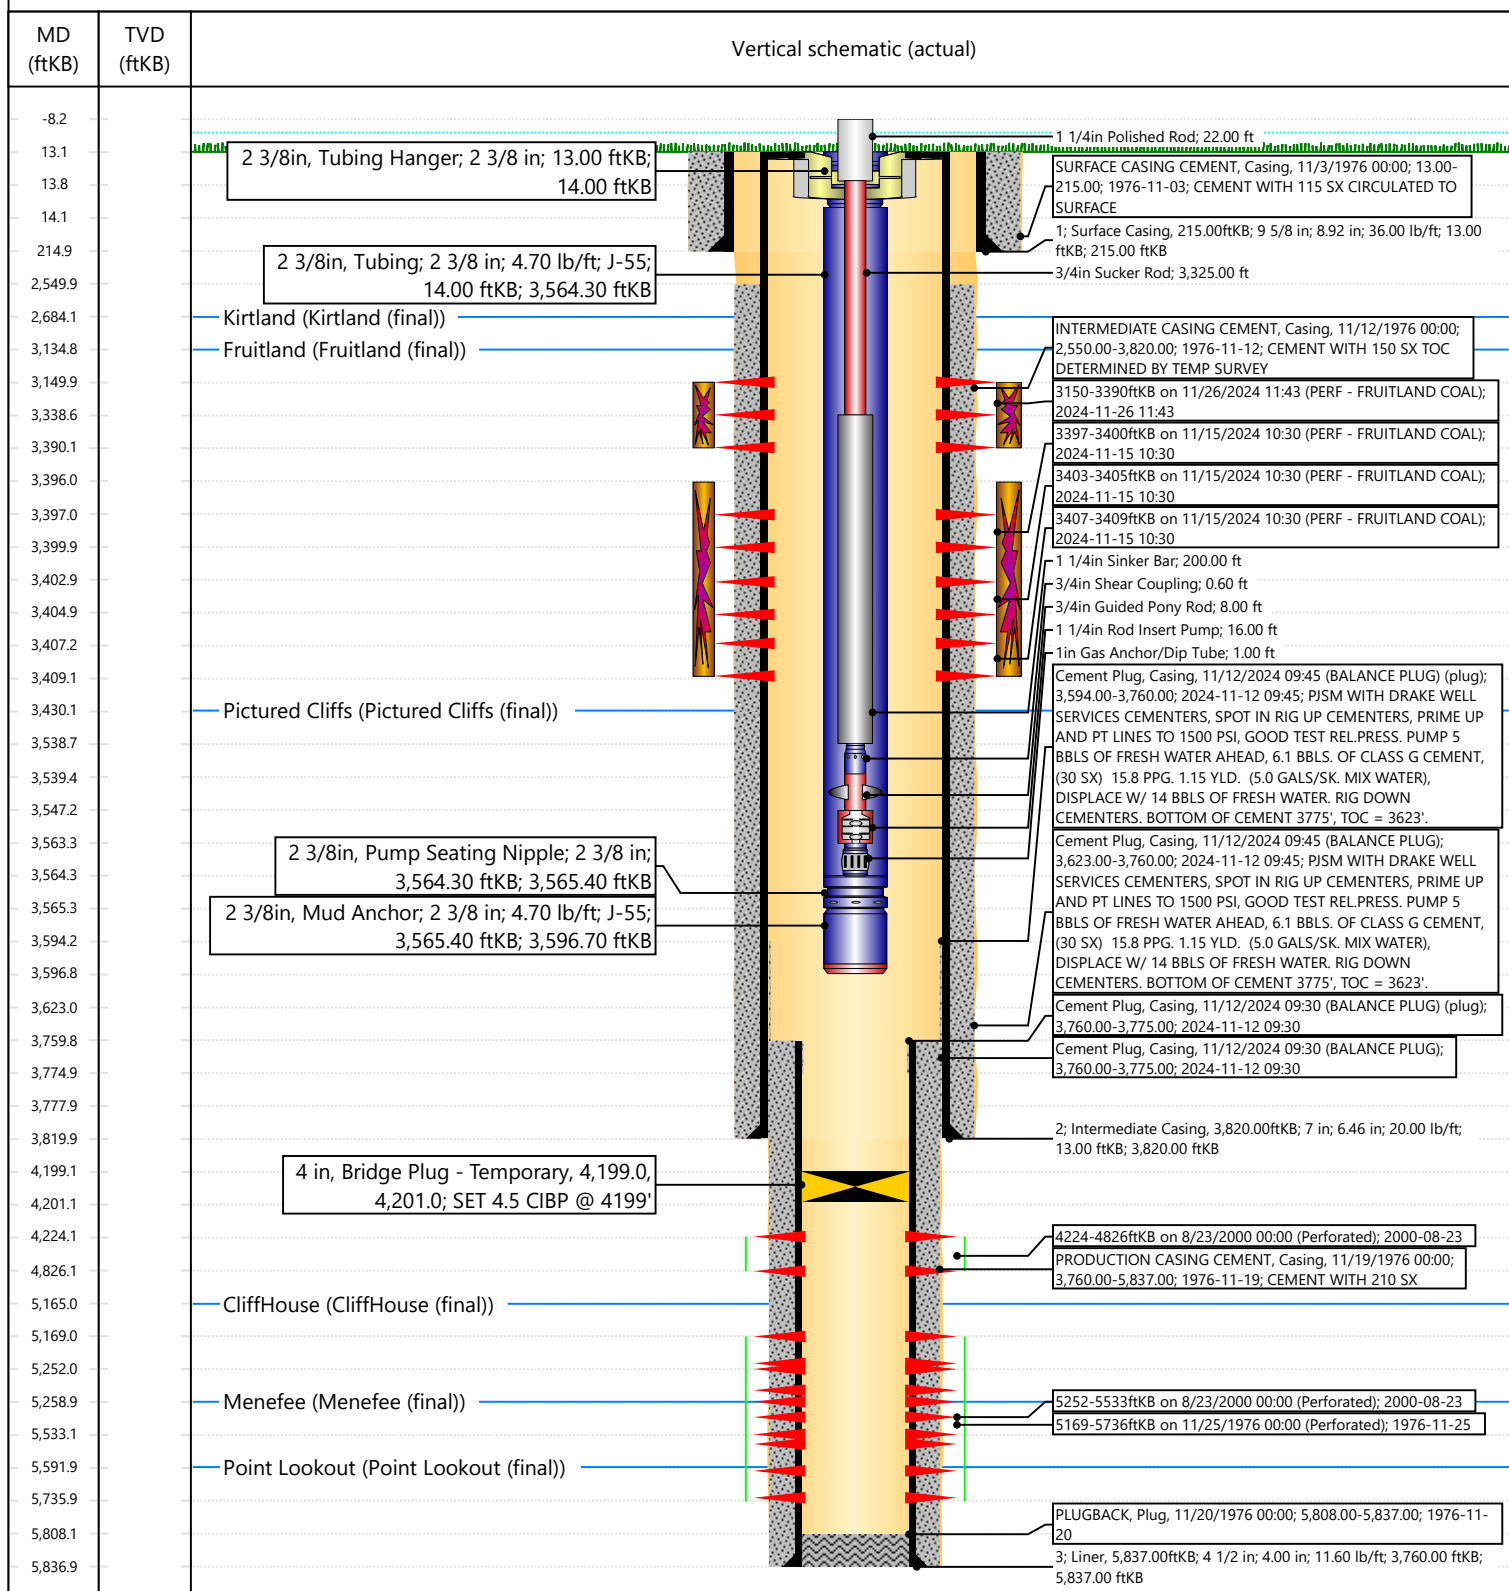 MD
(ftKB)
TVD
(ftKB)
Vertical schematic (actual)
-8.2
13.1
13.8
14.1
214.9
2,549.9
2,684.1
3,134.8
3,149.9
3,338.6
3,390.1
3,396.0
3,397.0
3,399.9
3,402.9
3,404.9
3,407.2
3,409.1
3,430.1
3,538.7
3,539.4
3,547.2
3,563.3
3,564.3
3,565.3
3,594.2
3,596.8
3,623.0
3,759.8
3,774.9
3,777.9
3,819.9
4,199.1
4,201.1
4,224.1
4,826.1
5,165.0
5,169.0
5,252.0
5,258.9
5,533.1
5,591.9
5,735.9
5,808.1
5,836.9
2 3/8in, Tubing Hanger; 2 3/8 in; 13.00 ftKB;
14.00 ftKB
2 3/8in, Tubing; 2 3/8 in; 4.70 lb/ft; J-55;
14.00 ftKB; 3,564.30 ftKB
Kirtland (Kirtland (final))
Fruitland (Fruitland (final))
Pictured Cliffs (Pictured Cliffs (final))
2 3/8in, Pump Seating Nipple; 2 3/8 in;
3,564.30 ftKB; 3,565.40 ftKB
2 3/8in, Mud Anchor; 2 3/8 in; 4.70 lb/ft; J-55;
3,565.40 ftKB; 3,596.70 ftKB
4 in, Bridge Plug - Temporary, 4,199.0,
4,201.0; SET 4.5 CIBP @ 4199'
CliffHouse (CliffHouse (final))
Menefee (Menefee (final))
Point Lookout (Point Lookout (final))
1 1/4in Polished Rod; 22.00 ft
SURFACE CASING CEMENT, Casing, 11/3/1976 00:00; 13.00-
215.00; 1976-11-03; CEMENT WITH 115 SX CIRCULATED TO
SURFACE
1; Surface Casing, 215.00ftKB; 9 5/8 in; 8.92 in; 36.00 lb/ft; 13.00
ftKB; 215.00 ftKB
3/4in Sucker Rod; 3,325.00 ft
INTERMEDIATE CASING CEMENT, Casing, 11/12/1976 00:00;
2,550.00-3,820.00; 1976-11-12; CEMENT WITH 150 SX TOC
DETERMINED BY TEMP SURVEY
3150-3390ftKB on 11/26/2024 11:43 (PERF - FRUITLAND COAL);
2024-11-26 11:43
3397-3400ftKB on 11/15/2024 10:30 (PERF - FRUITLAND COAL);
2024-11-15 10:30
3403-3405ftKB on 11/15/2024 10:30 (PERF - FRUITLAND COAL);
2024-11-15 10:30
3407-3409ftKB on 11/15/2024 10:30 (PERF - FRUITLAND COAL);
2024-11-15 10:30
1 1/4in Sinker Bar; 200.00 ft
3/4in Shear Coupling; 0.60 ft
3/4in Guided Pony Rod; 8.00 ft
1 1/4in Rod Insert Pump; 16.00 ft
1in Gas Anchor/Dip Tube; 1.00 ft
Cement Plug, Casing, 11/12/2024 09:45 (BALANCE PLUG) (plug);
3,594.00-3,760.00; 2024-11-12 09:45; PJSM WITH DRAKE WELL
SERVICES CEMENTERS, SPOT IN RIG UP CEMENTERS, PRIME UP
AND PT LINES TO 1500 PSI, GOOD TEST REL.PRESS. PUMP 5
BBLS OF FRESH WATER AHEAD, 6.1 BBLS. OF CLASS G CEMENT,
(30 SX)  15.8 PPG. 1.15 YLD.  (5.0 GALS/SK. MIX WATER),
DISPLACE W/ 14 BBLS OF FRESH WATER. RIG DOWN
CEMENTERS. BOTTOM OF CEMENT 3775', TOC = 3623'.
Cement Plug, Casing, 11/12/2024 09:45 (BALANCE PLUG);
3,623.00-3,760.00; 2024-11-12 09:45; PJSM WITH DRAKE WELL
SERVICES CEMENTERS, SPOT IN RIG UP CEMENTERS, PRIME UP
AND PT LINES TO 1500 PSI, GOOD TEST REL.PRESS. PUMP 5
BBLS OF FRESH WATER AHEAD, 6.1 BBLS. OF CLASS G CEMENT,
(30 SX)  15.8 PPG. 1.15 YLD.  (5.0 GALS/SK. MIX WATER),
DISPLACE W/ 14 BBLS OF FRESH WATER. RIG DOWN
CEMENTERS. BOTTOM OF CEMENT 3775', TOC = 3623'.
Cement Plug, Casing, 11/12/2024 09:30 (BALANCE PLUG) (plug);
3,760.00-3,775.00; 2024-11-12 09:30
Cement Plug, Casing, 11/12/2024 09:30 (BALANCE PLUG);
3,760.00-3,775.00; 2024-11-12 09:30
2; Intermediate Casing, 3,820.00ftKB; 7 in; 6.46 in; 20.00 lb/ft;
13.00 ftKB; 3,820.00 ftKB
4224-4826ftKB on 8/23/2000 00:00 (Perforated); 2000-08-23
PRODUCTION CASING CEMENT, Casing, 11/19/1976 00:00;
3,760.00-5,837.00; 1976-11-19; CEMENT WITH 210 SX
5252-5533ftKB on 8/23/2000 00:00 (Perforated); 2000-08-23
5169-5736ftKB on 11/25/1976 00:00 (Perforated); 1976-11-25
PLUGBACK, Plug, 11/20/1976 00:00; 5,808.00-5,837.00; 1976-11-
20
3; Liner, 5,837.00ftKB; 4 1/2 in; 4.00 in; 11.60 lb/ft; 3,760.00 ftKB;
5,837.00 ftKB